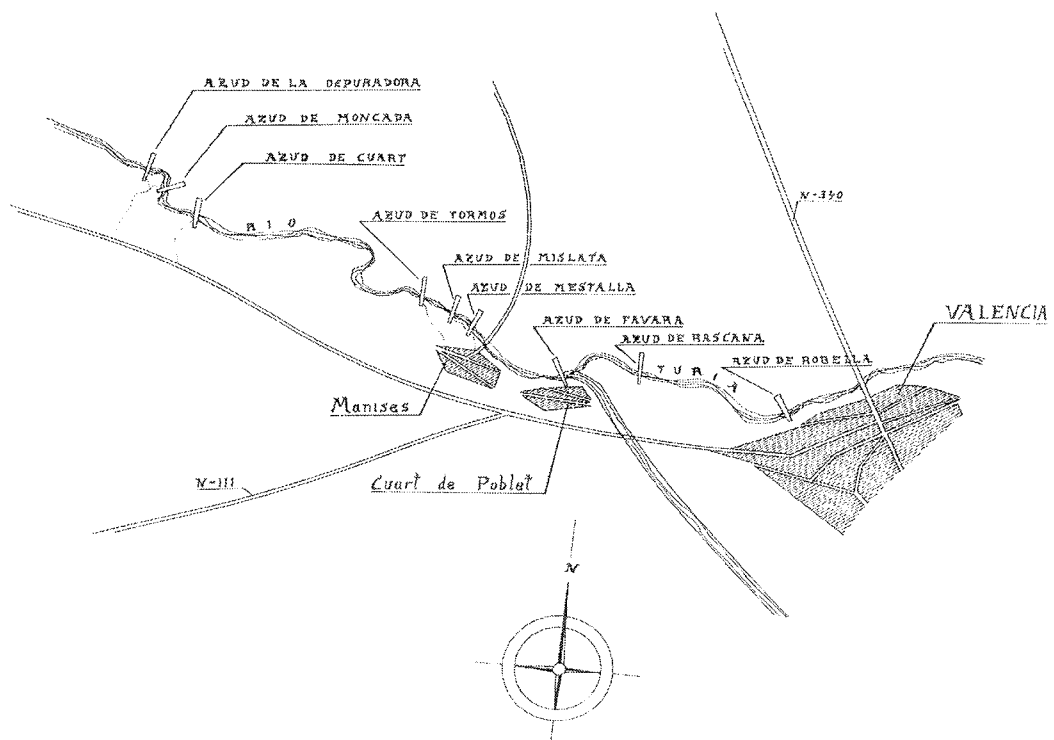 AZUD DE LA DEPURADORA
AZUD DE MONCADA
AZUD DE CUART
N-340
RIO
AZUD DE TORMOS
AZUD DE MISLATA
AZUD DE MESTALLA
AZUD DE FAVARA
VALENCIA
AZUD DE RASCAÑA
AZUD DE ROBELLA
TURIA
Manises
Cuart de Poblet
N-111
N